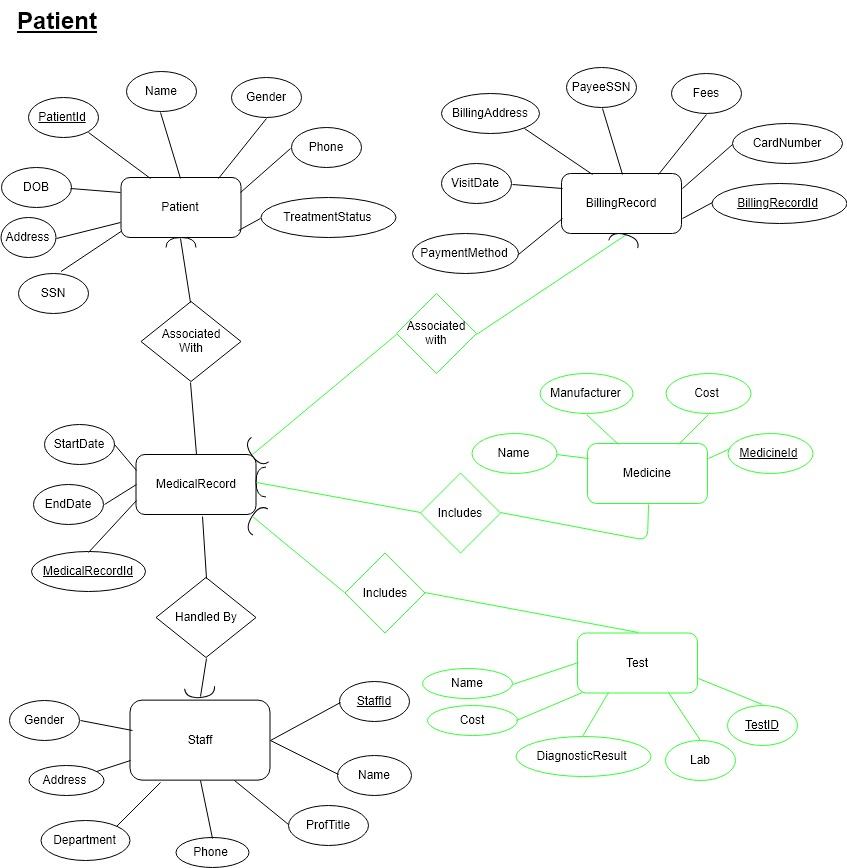 Patient
Name
Gender
PatientId
Phone
DOB
Patient
TreatmentStatus
Address
SSN
PayeeSSN
Fees
BillingAddress
CardNumber
VisitDate
BillingRecord
BillingRecordId
PaymentMethod
Associated
With
Associated
with
Manufacturer
Cost
Name
MedicineId
Medicine
StartDate
MedicalRecord
EndDate
MedicalRecordId
Includes
Includes
Handled By
Test
Name
Cost
TestID
DiagnosticResult
Lab
StaffId
Gender
Staff
Address
Name
Department
ProfTitle
Phone